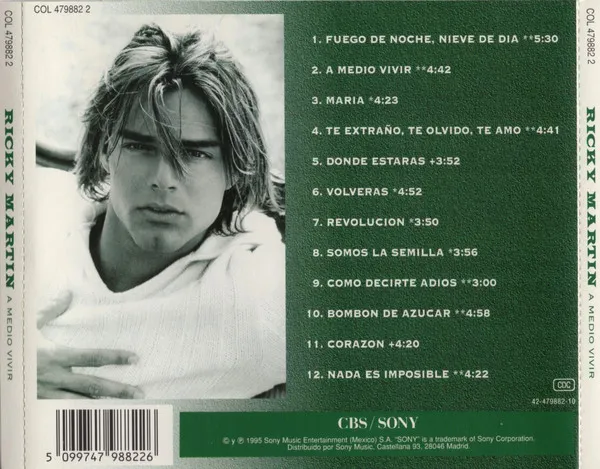 COL 479882 2
COL 479882 2
COL 479882 2
RICKY MARTIN A MEDIO VIVIR
RICKY MARTIN A MEDIO VIVIR
1. FUEGO DE NOCHE, NIEVE DE DIA **5:30
2. A MEDIO VIVIR **4:42
3. MARIA *4:23
4. TE EXTRAÑO, TE OLVIDO, TE AMO **4:41
5. DONDE ESTARAS +3:52
6. VOLVERAS *4:52
7. REVOLUCION *3:50
8. SOMOS LA SEMILLA *3:56
9. COMO DECIRTE ADIOS **3:00
10. BOMBON DE AZUCAR **4:58
11. CORAZON +4:20
12. NADA ES IMPOSIBLE **4:22
CDC
42-479882-10
CBS / SONY
© y ℗ 1995 Sony Music Entertainment (Mexico) S.A. "SONY" is a trademark of Sony Corporation.
Distribuido por Sony Music. Castellana 93. 28046 Madrid.
5 099747 988226